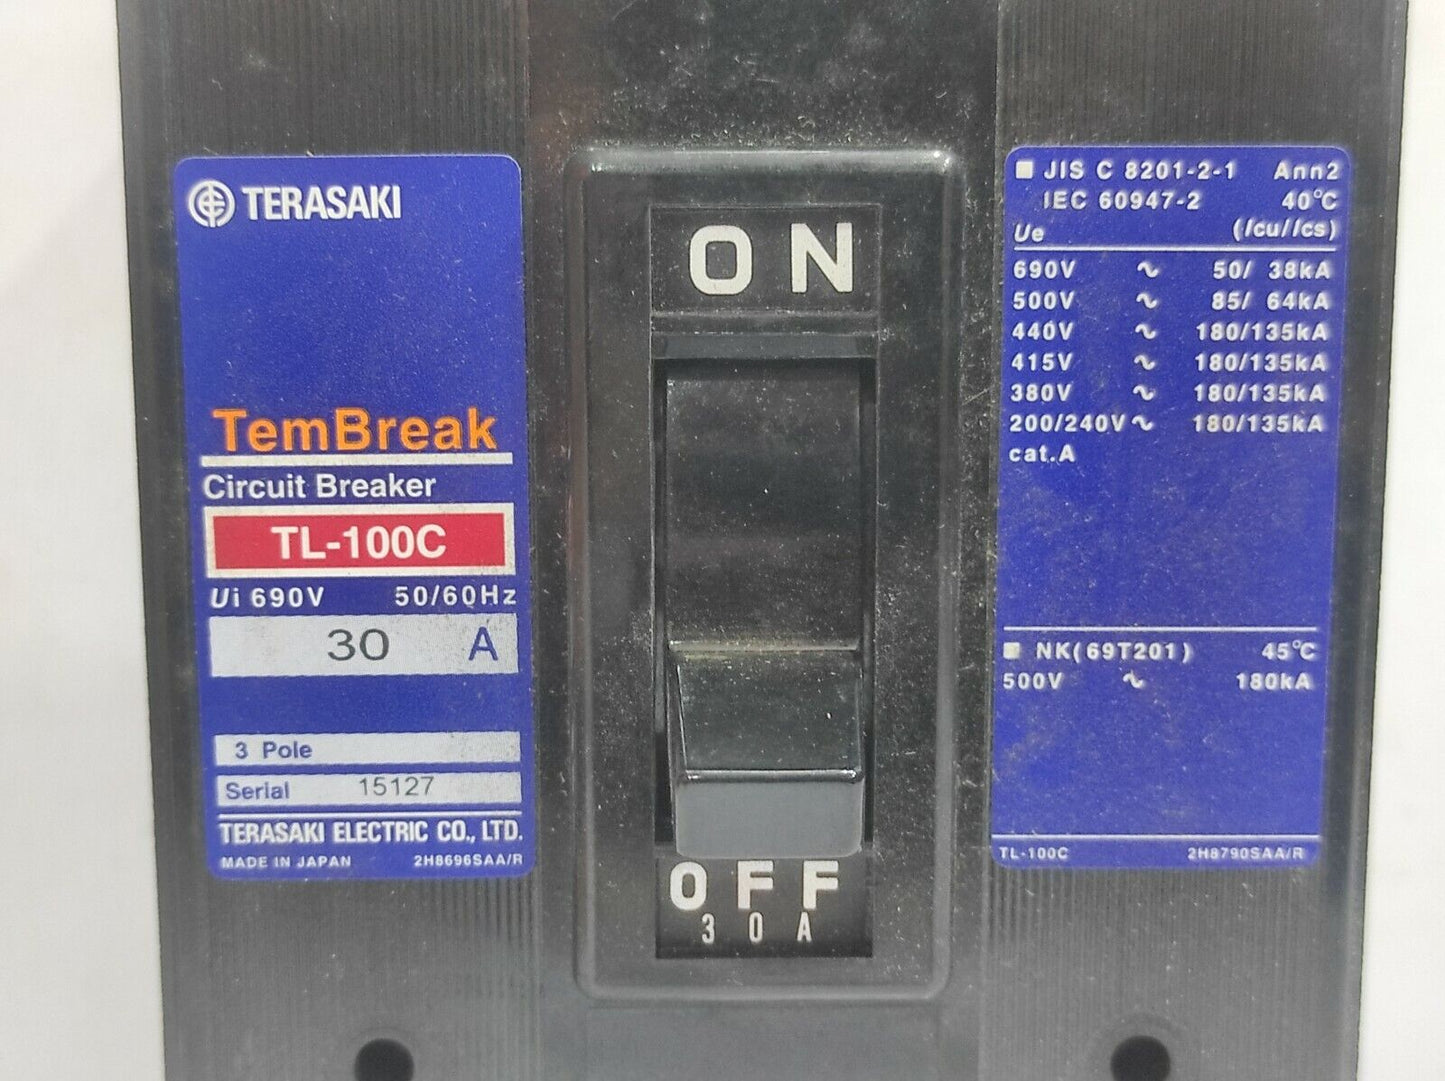 TERASAKI
TemBreak
Circuit Breaker
TL-100C
Ui 690V 50/60Hz
30 A
3 Pole
Serial 15127
TERASAKI ELECTRIC CO., LTD.
MADE IN JAPAN 2H8696SAA/R
ON
OFF
30A
■ JIS C 8201-2-1 Ann2
IEC 60947-2 40°C
Ue (Icu/Ics)
690V ∿ 50/ 38kA
500V ∿ 85/ 64kA
440V ∿ 180/135kA
415V ∿ 180/135kA
380V ∿ 180/135kA
200/240V ∿ 180/135kA
cat.A
■ NK(69T201) 45°C
500V ∿ 180kA
TL-100C 2H8790SAA/R